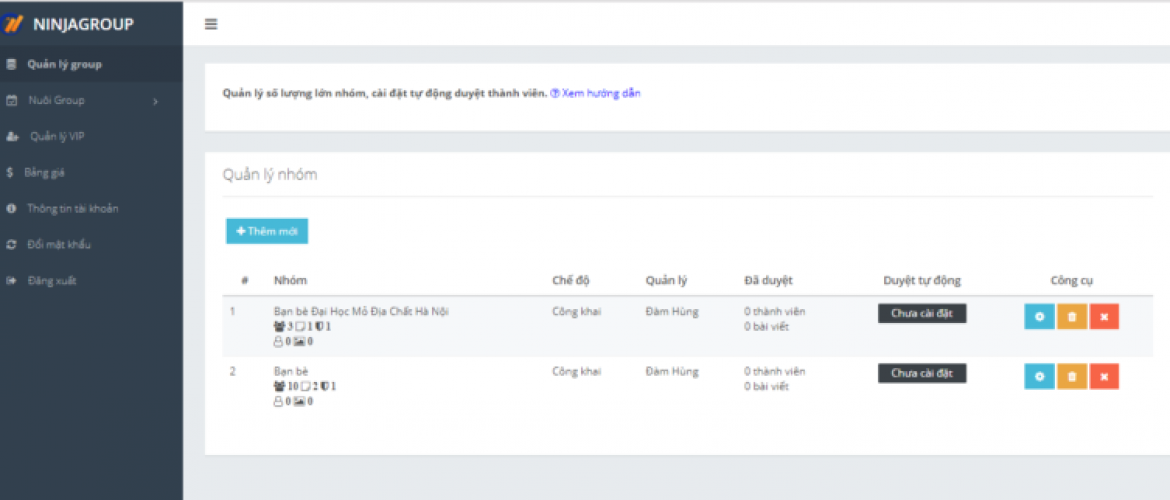 NINJAGROUP
Quản lý group
Nuôi Group
Quản lý VIP
Bảng giá
Thông tin tài khoản
Đổi mật khẩu
Đăng xuất
Quản lý số lượng lớn nhóm, cài đặt tự động duyệt thành viên. Xem hướng dẫn
Quản lý nhóm
Thêm mới
# Nhóm Chế độ Quản lý Đã duyệt Duyệt tự động Công cụ
1 Bạn bè Đại Học Mỏ Địa Chất Hà Nội Công khai Đàm Hùng 0 thành viên Chưa cài đặt
3 1 1 0 bài viết
0 0
2 Bạn bè Công khai Đàm Hùng 0 thành viên Chưa cài đặt
10 2 1 0 bài viết
0 0